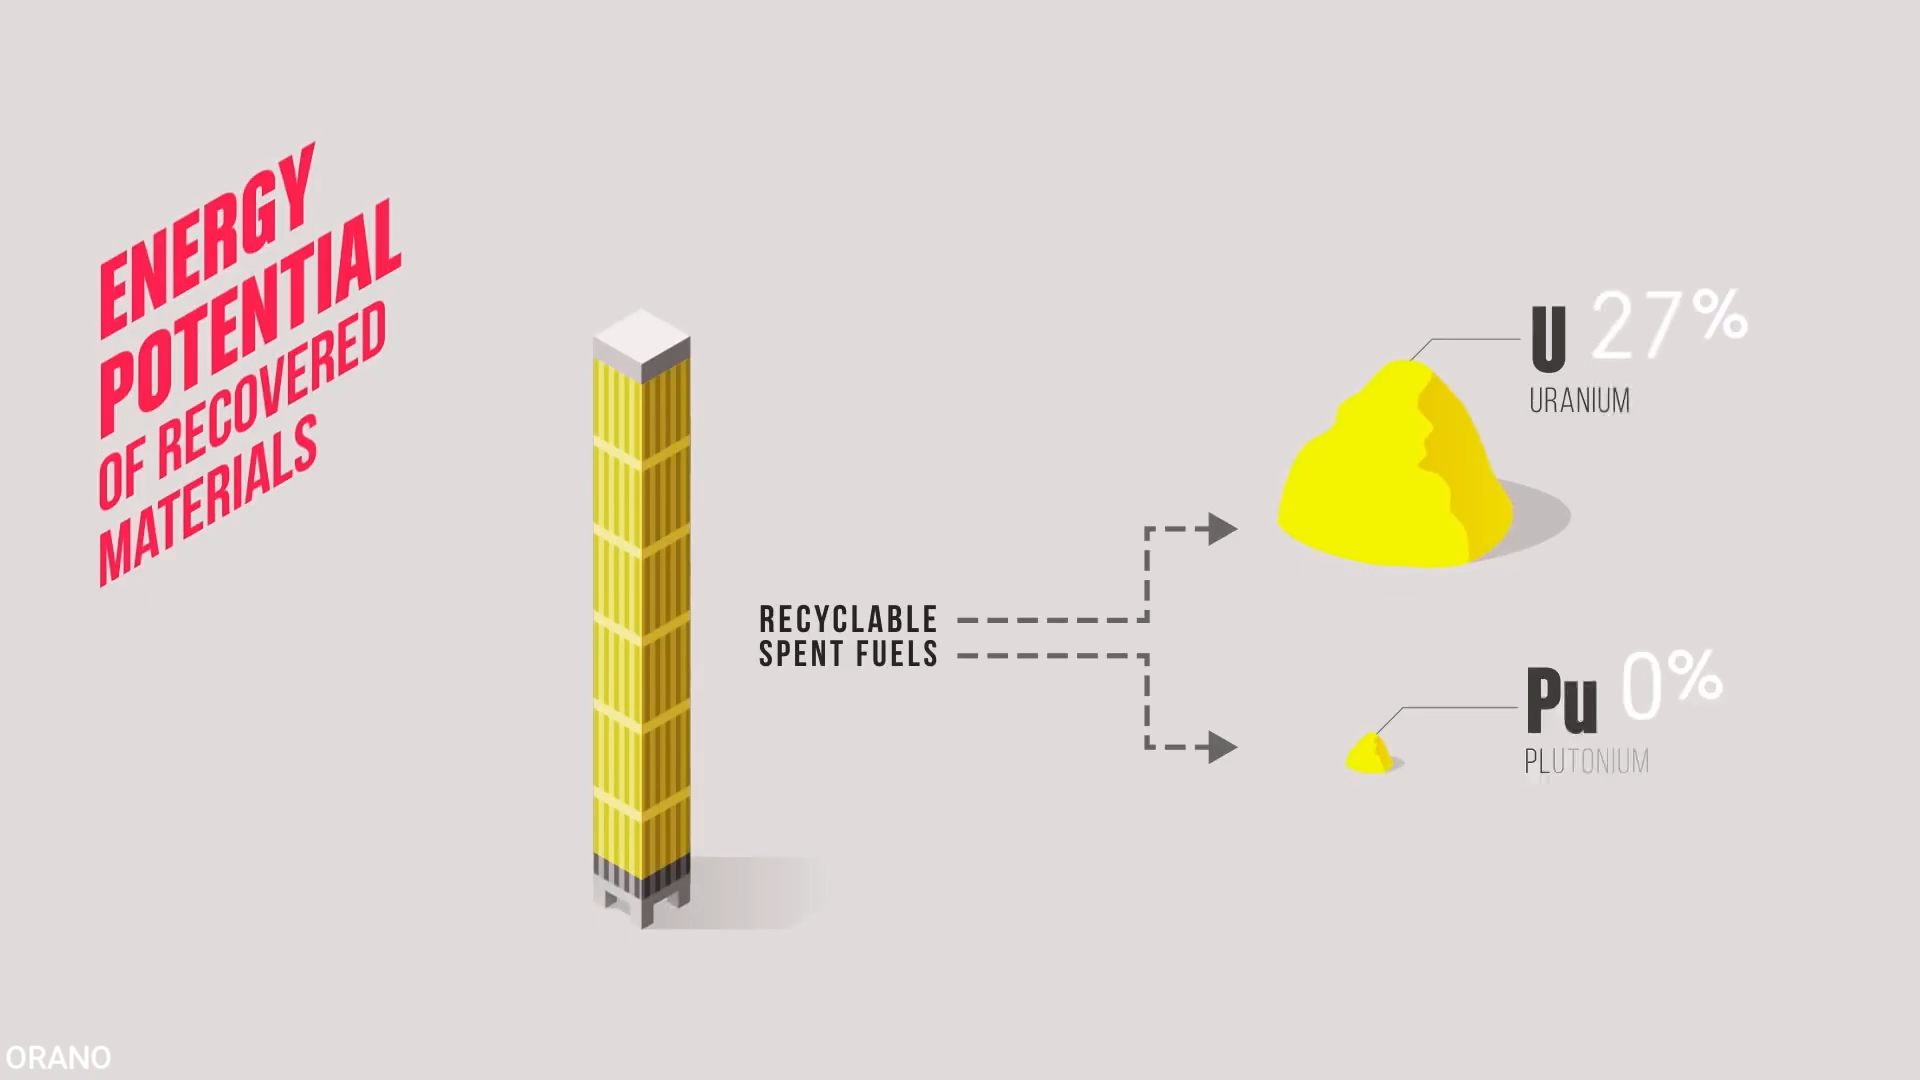 ENERGY
POTENTIAL
OF RECOVERED
MATERIALS
U 27%
URANIUM
RECYCLABLE
SPENT FUELS
Pu 0%
PLUTONIUM
ORANO